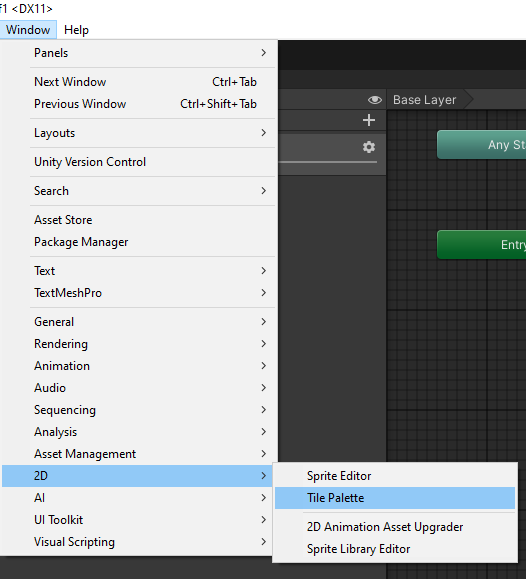 f1 <DX11>
Window Help
Panels
Next Window Ctrl+Tab
Previous Window Ctrl+Shift+Tab
Base Layer
Layouts
Any St
Unity Version Control
Search
Asset Store
Package Manager
Entry
Text
TextMeshPro
General
Rendering
Animation
Audio
Sequencing
Analysis
Asset Management
2D
Sprite Editor
AI
Tile Palette
UI Toolkit
2D Animation Asset Upgrader
Visual Scripting
Sprite Library Editor